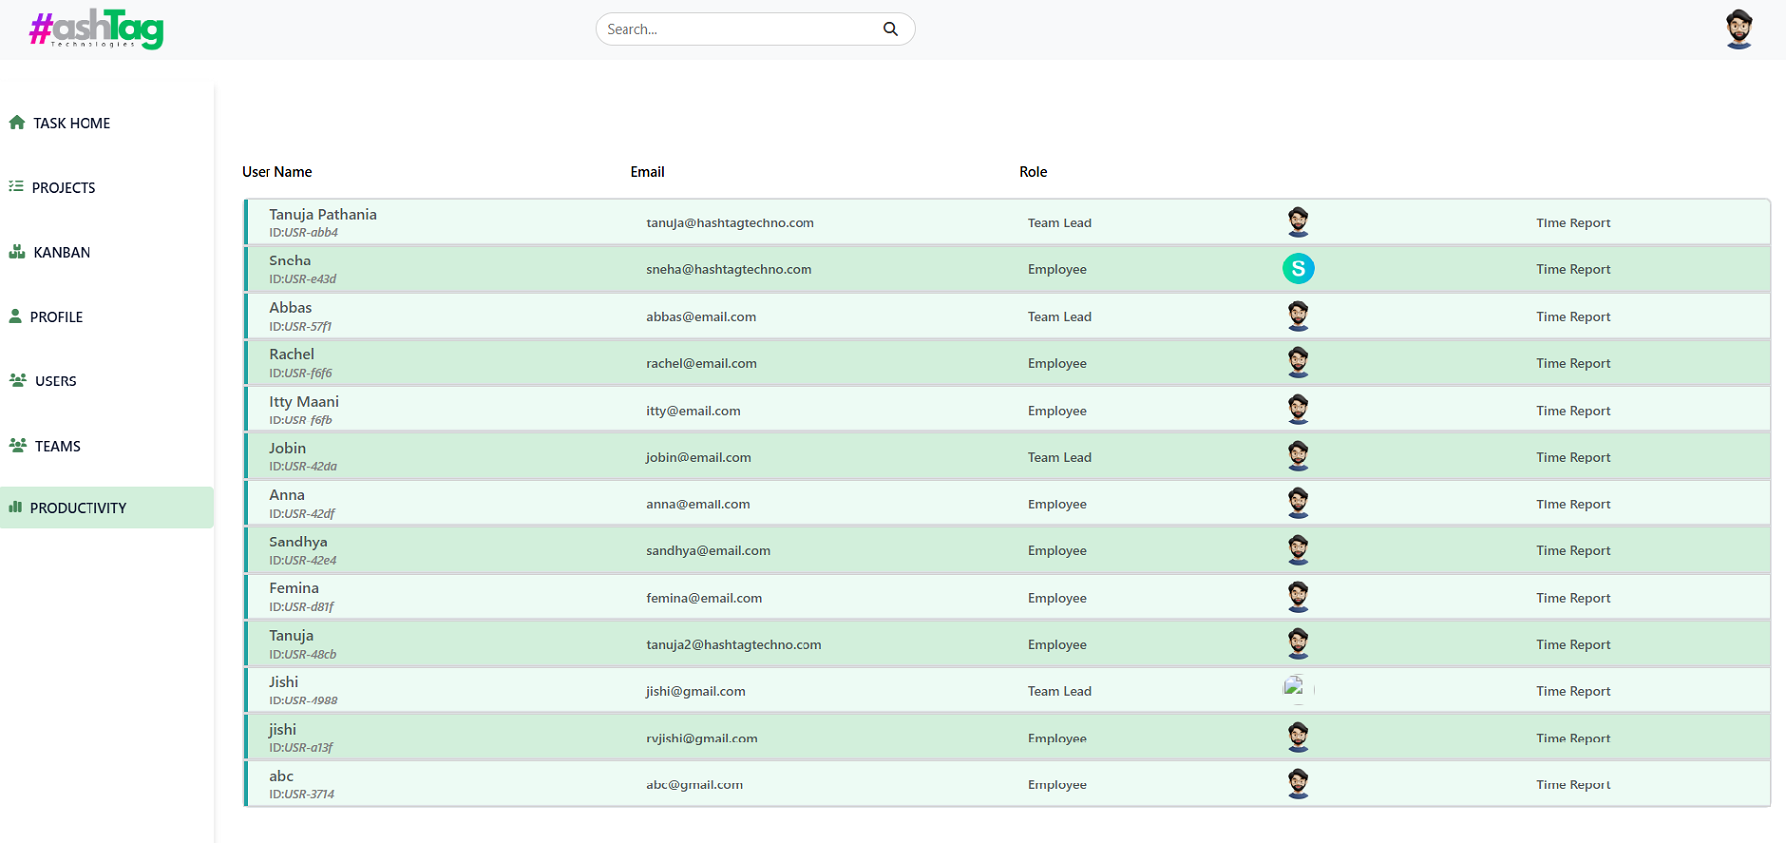 #ashTag
Technologies
Search...
TASK HOME
PROJECTS
KANBAN
PROFILE
USERS
TEAMS
PRODUCTIVITY
User Name Email Role
Tanuja Pathania
ID:USR-abb4
tanuja@hashtagtechno.com Team Lead Time Report
Sneha
ID:USR-e43d
sneha@hashtagtechno.com Employee S Time Report
Abbas
ID:USR-57f1
abbas@email.com Team Lead Time Report
Rachel
ID:USR-f6f6
rachel@email.com Employee Time Report
Itty Maani
ID:USR-f6fb
itty@email.com Employee Time Report
Jobin
ID:USR-42da
jobin@email.com Team Lead Time Report
Anna
ID:USR-42df
anna@email.com Employee Time Report
Sandhya
ID:USR-42e4
sandhya@email.com Employee Time Report
Femina
ID:USR-d81f
femina@email.com Employee Time Report
Tanuja
ID:USR-48cb
tanuja2@hashtagtechno.com Employee Time Report
Jishi
ID:USR-4988
jishi@gmail.com Team Lead Time Report
jishi
ID:USR-a13f
rvjishi@gmail.com Employee Time Report
abc
ID:USR-3714
abc@gmail.com Employee Time Report